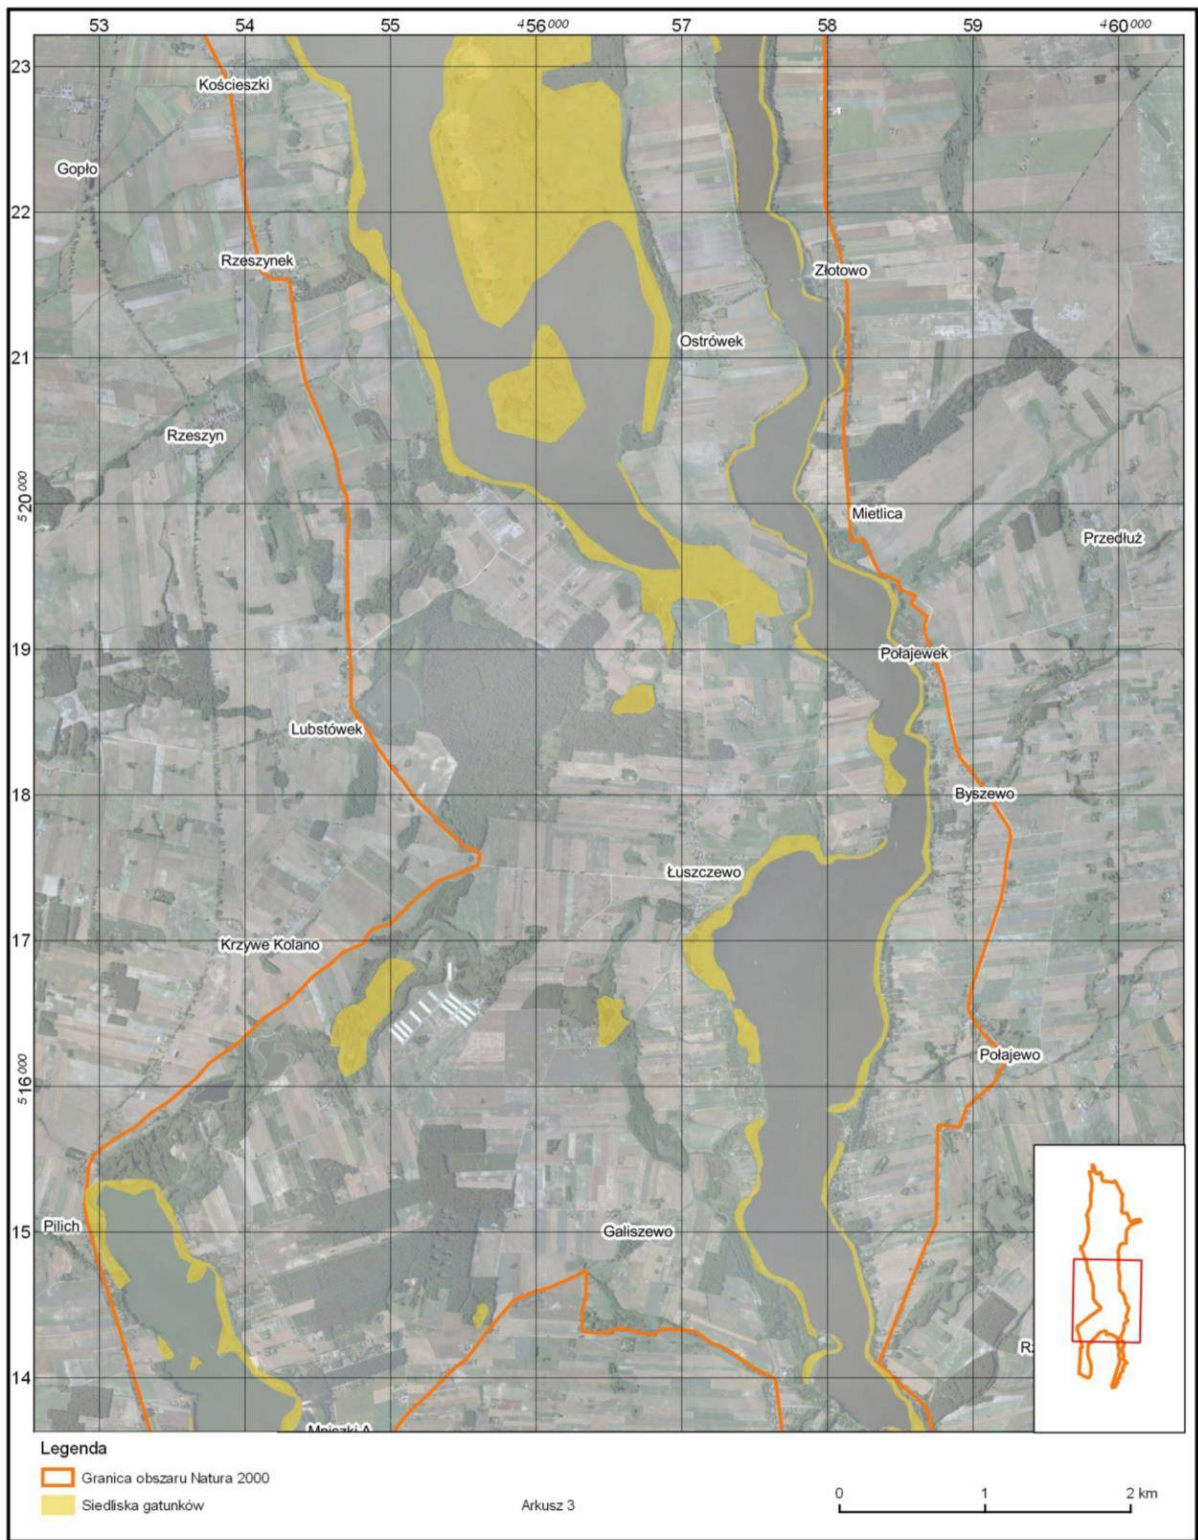 53 54 55 456000 57 58 59 460000
23
Kościeszki
Gopło
22
Rzeszynek
Złotowo
21
Ostrówek
Rzeszyn
520000
Mietlica
Przedłuż
19
Połajewek
Lubstówek
18
Byszewo
Łuszczewo
17
Krzywe Kolano
Połajewo
516000
15
Pilich
Galiszewo
14
Legenda
Granica obszaru Natura 2000
Siedliska gatunków
Arkusz 3
0 1 2 km